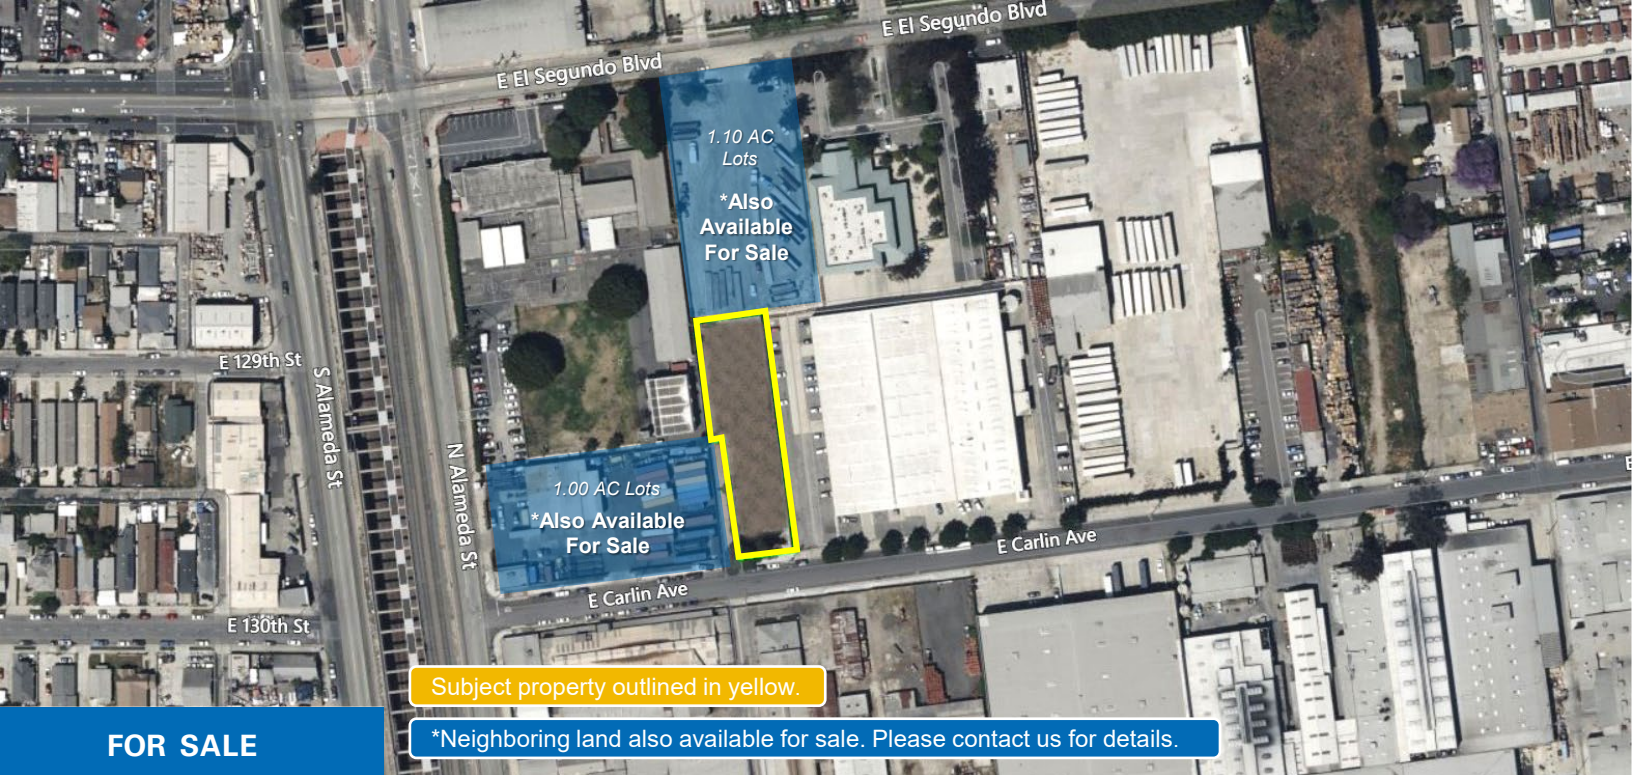 E El Segundo Blvd
E El Segundo Blvd
1.10 AC
Lots
*Also
Available
For Sale
E 129th St
S Alameda St
N Alameda St
1.00 AC Lots
*Also Available
For Sale
E Carlin Ave
E Carlin Ave
E 130th St
Subject property outlined in yellow.
FOR SALE
*Neighboring land also available for sale. Please contact us for details.